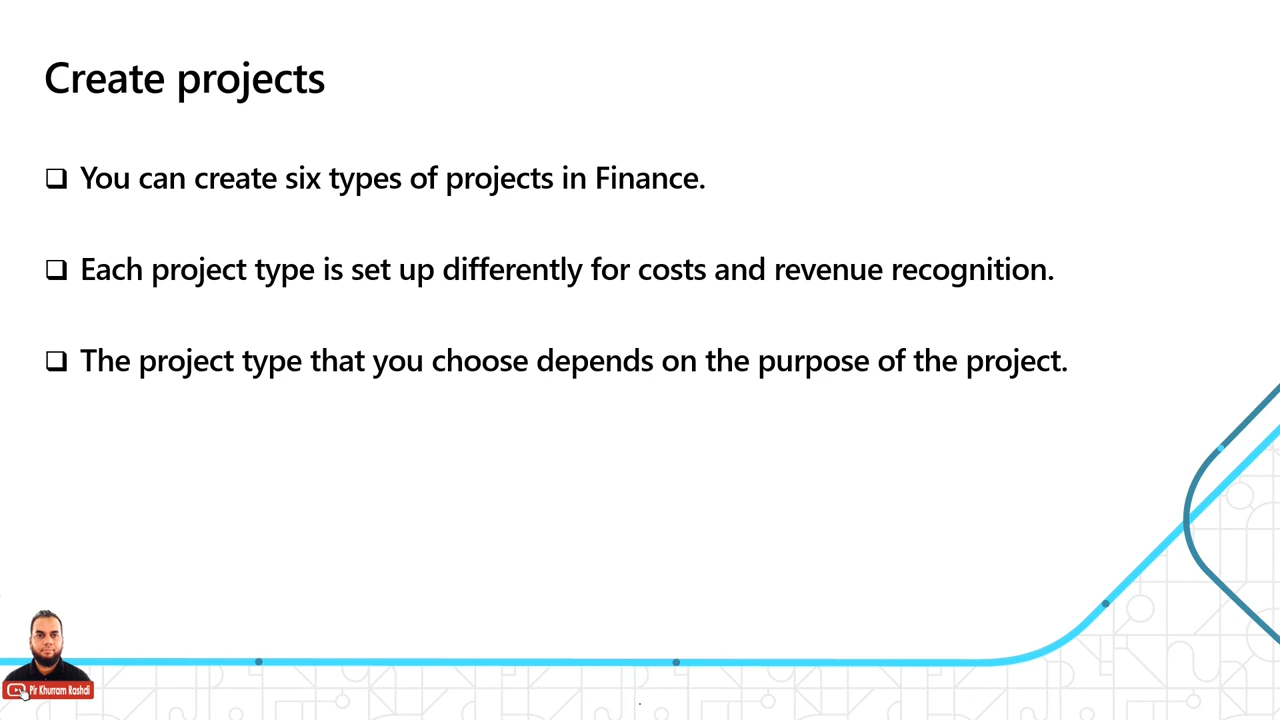 Create projects
❑ You can create six types of projects in Finance.
❑ Each project type is set up differently for costs and revenue recognition.
❑ The project type that you choose depends on the purpose of the project.
Pir Khurram Rashdi